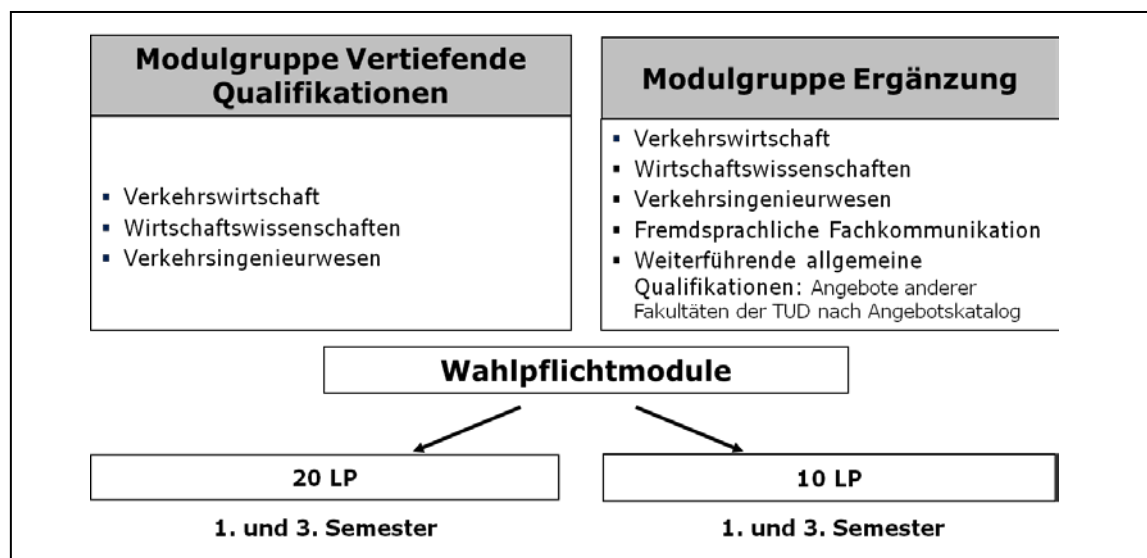 Modulgruppe Vertiefende
Qualifikationen
▪ Verkehrswirtschaft
▪ Wirtschaftswissenschaften
▪ Verkehrsingenieurwesen
Modulgruppe Ergänzung
▪ Verkehrswirtschaft
▪ Wirtschaftswissenschaften
▪ Verkehrsingenieurwesen
▪ Fremdsprachliche Fachkommunikation
▪ Weiterführende allgemeine
Qualifikationen: Angebote anderer
Fakultäten der TUD nach Angebotskatalog
Wahlpflichtmodule
20 LP
10 LP
1. und 3. Semester
1. und 3. Semester